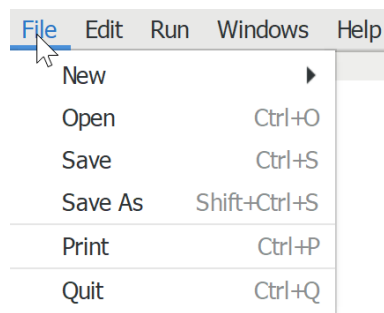 File Edit Run Windows Help
New
Open Ctrl+O
Save Ctrl+S
Save As Shift+Ctrl+S
Print Ctrl+P
Quit Ctrl+Q